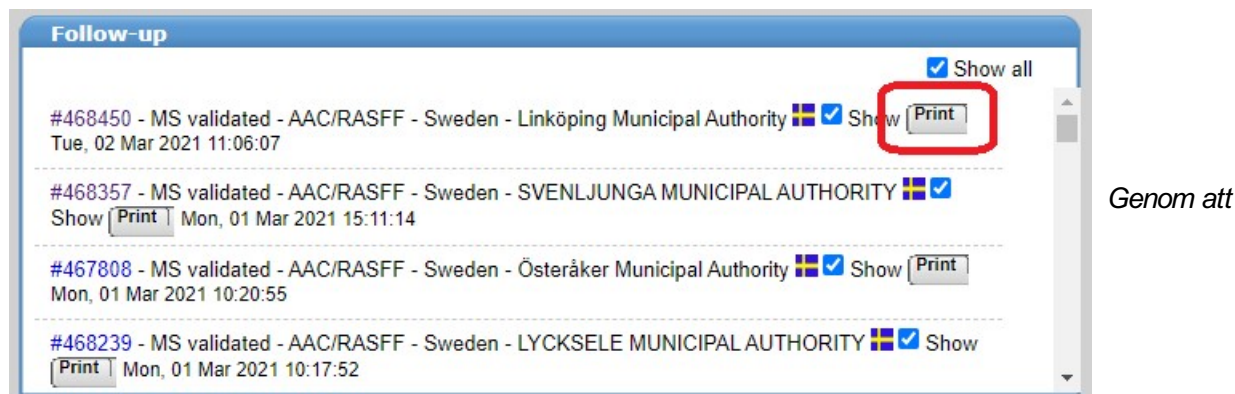 Follow-up
Show all
#468450 - MS validated - AAC/RASFF - Sweden - Linköping Municipal Authority Show Print
Tue, 02 Mar 2021 11:06:07
#468357 - MS validated - AAC/RASFF - Sweden - SVENLJUNGA MUNICIPAL AUTHORITY
Show Print Mon, 01 Mar 2021 15:11:14
Genom att
#467808 - MS validated - AAC/RASFF - Sweden - Österåker Municipal Authority Show Print
Mon, 01 Mar 2021 10:20:55
#468239 - MS validated - AAC/RASFF - Sweden - LYCKSELE MUNICIPAL AUTHORITY Show
Print Mon, 01 Mar 2021 10:17:52